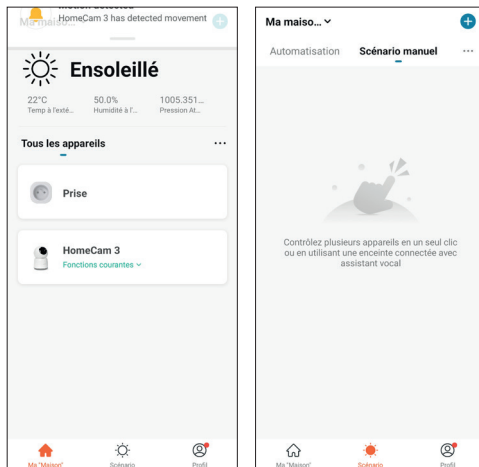 Motion detected
HomeCam 3 has detected movement
Ma maiso...
Ensoleillé
22°C
50.0%
1005.351...
Temp à l'exté...
Humidité à l'...
Pression At...
Tous les appareils
Prise
HomeCam 3
Fonctions courantes
Ma "Maison"
Scénario
Profil
Ma maiso...
Automatisation
Scénario manuel
Contrôlez plusieurs appareils en un seul clic
ou en utilisant une enceinte connectée avec
assistant vocal
Ma "Maison"
Scénario
Profil